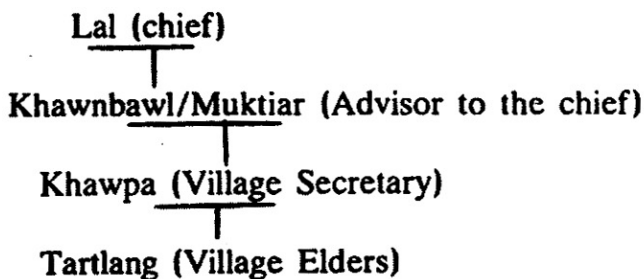 Lal (chief)
Khawnbawl/Muktiar (Advisor to the chief)
Khawpa (Village Secretary)
Tartlang (Village Elders)